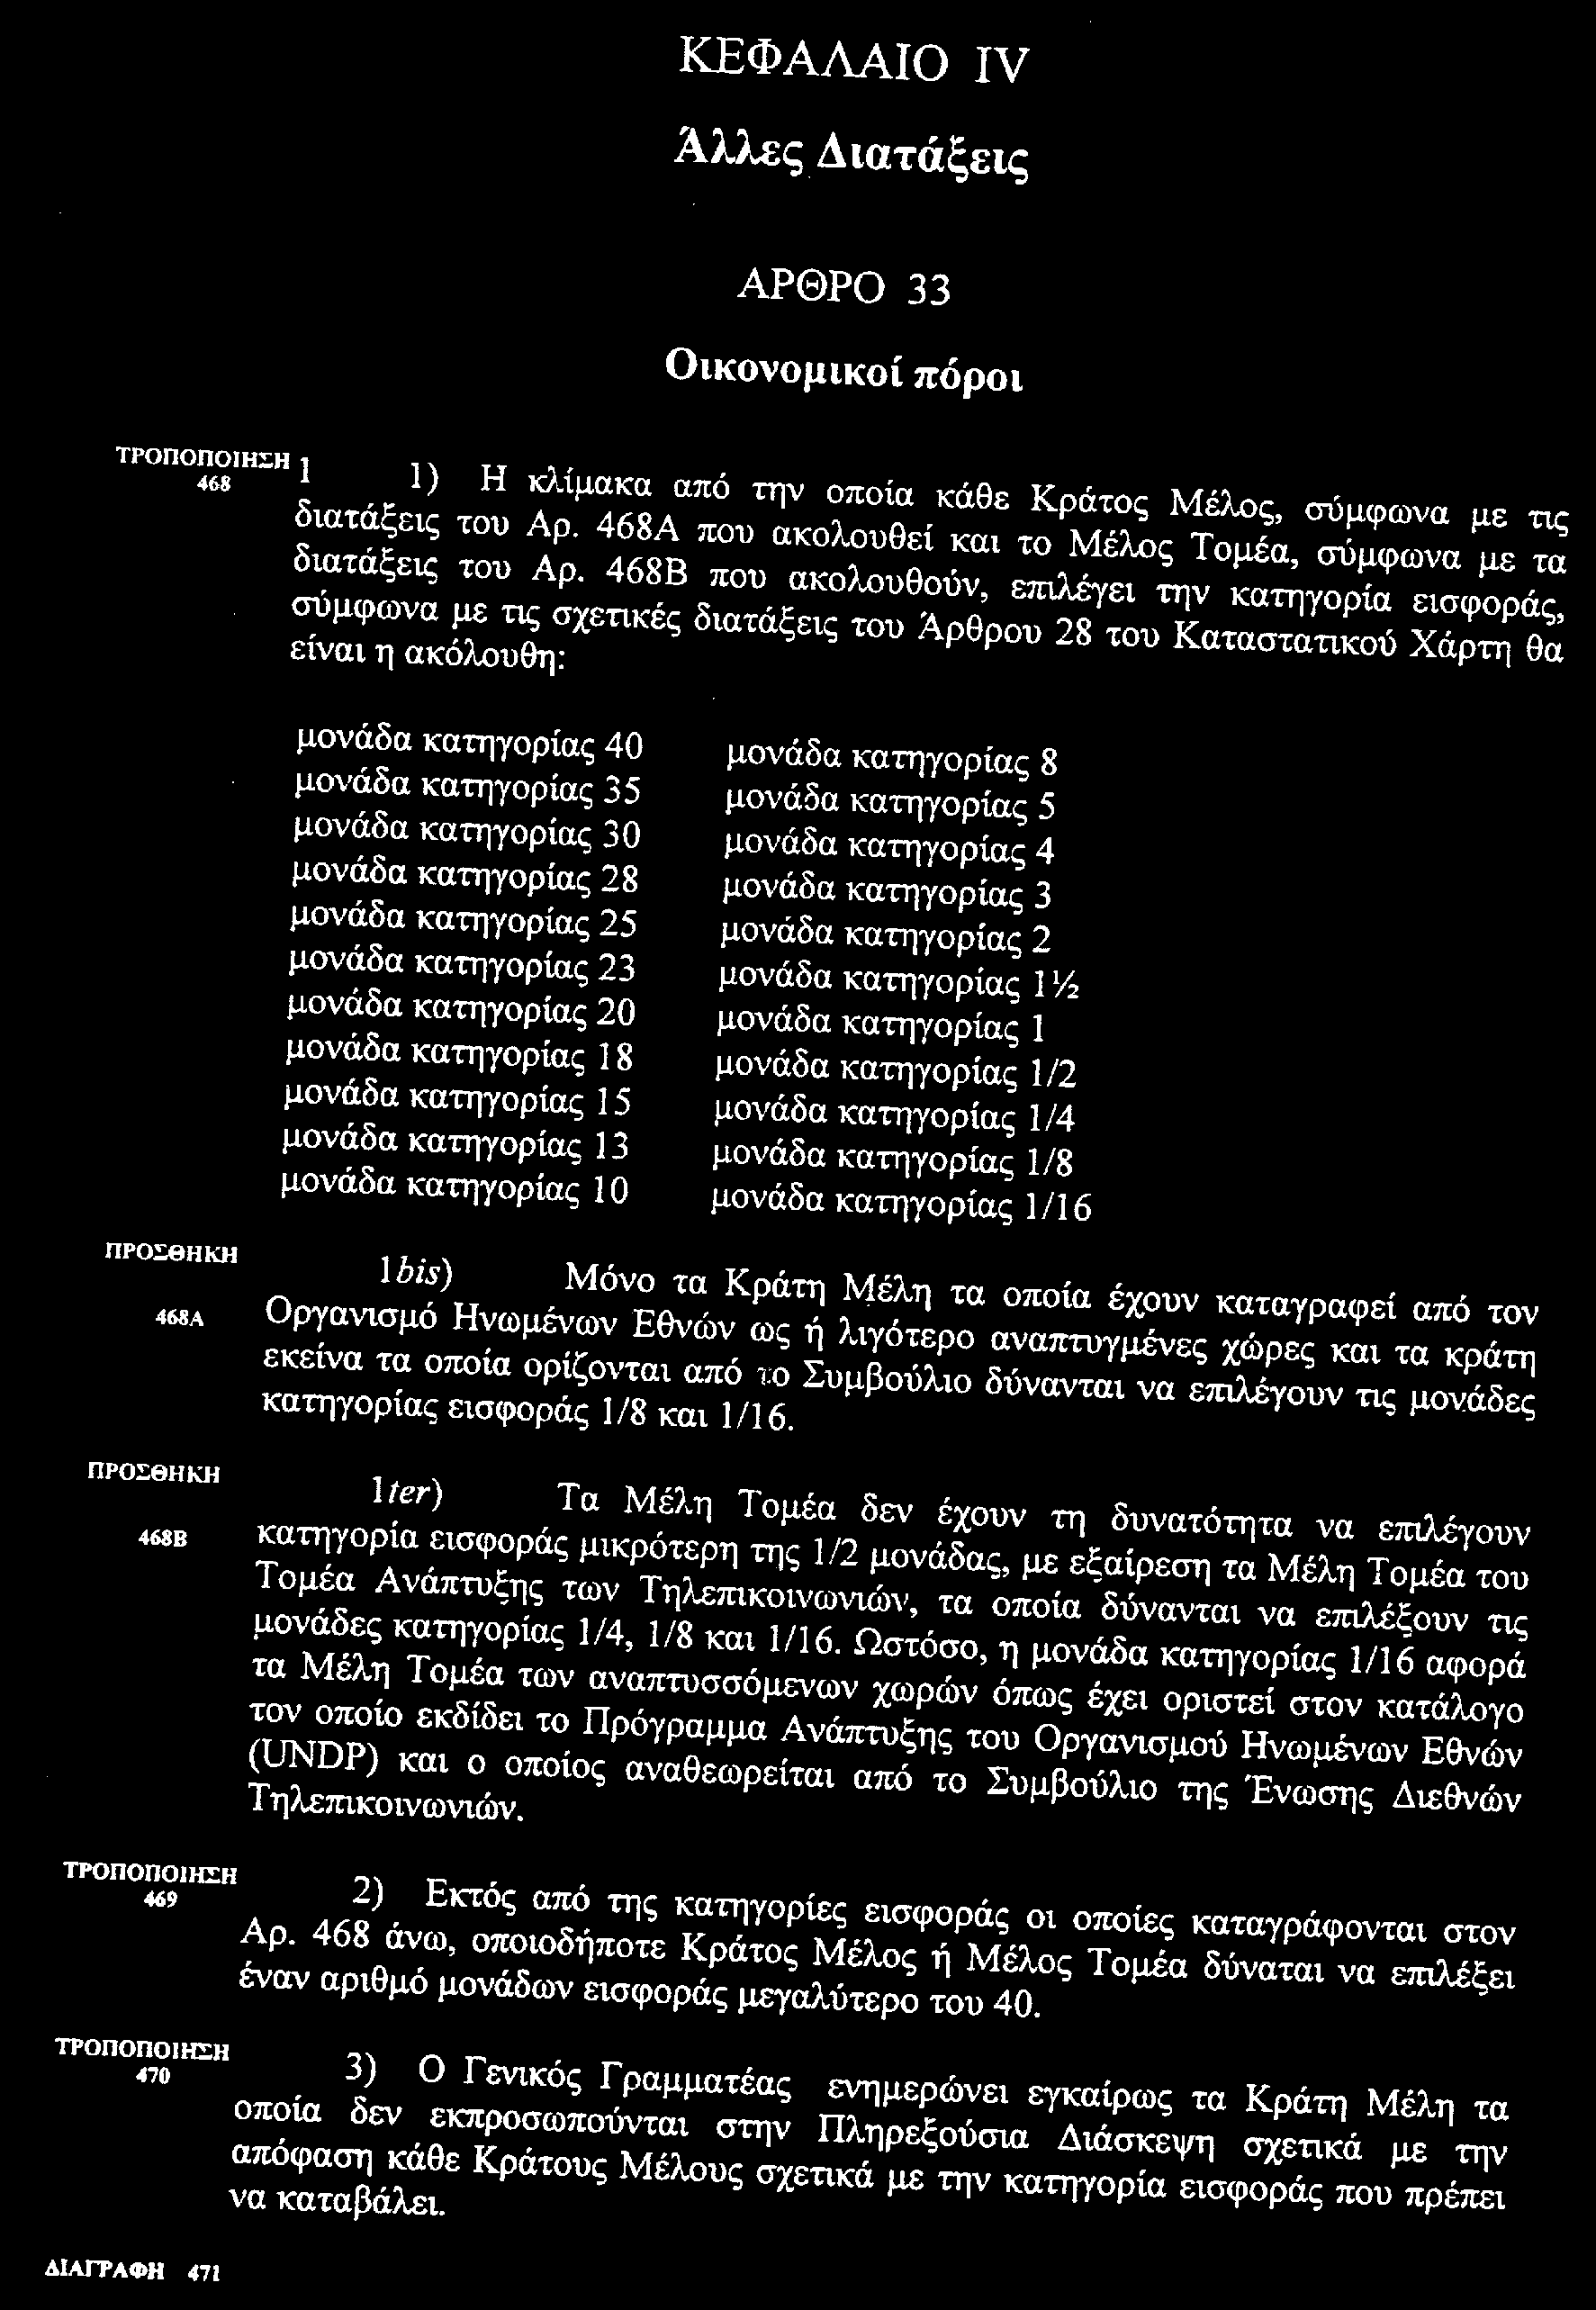 ΚΕΦΑΛΑΙΟ IV
Άλλες Διατάξεις
ΑΡΘΡΟ 33
Οικονομικοί πόροι
ΤΡΟΠΟΠΟΙΗΣΗ 1 1) Η κλίμακα από την οποία κάθε Κράτος Μέλος, σύμφωνα με τις
468 διατάξεις του Αρ. 468Α που ακολουθεί και το Μέλος Τομέα, σύμφωνα με τα
διατάξεις του Αρ. 468Β που ακολουθούν, επιλέγει την κατηγορία εισφοράς,
σύμφωνα με τις σχετικές διατάξεις του Άρθρου 28 του Καταστατικού Χάρτη θα
είναι η ακόλουθη:
μονάδα κατηγορίας 40 μονάδα κατηγορίας 8
μονάδα κατηγορίας 35 μονάδα κατηγορίας 5
μονάδα κατηγορίας 30 μονάδα κατηγορίας 4
μονάδα κατηγορίας 28 μονάδα κατηγορίας 3
μονάδα κατηγορίας 25 μονάδα κατηγορίας 2
μονάδα κατηγορίας 23 μονάδα κατηγορίας 1½
μονάδα κατηγορίας 20 μονάδα κατηγορίας 1
μονάδα κατηγορίας 18 μονάδα κατηγορίας 1/2
μονάδα κατηγορίας 15 μονάδα κατηγορίας 1/4
μονάδα κατηγορίας 13 μονάδα κατηγορίας 1/8
μονάδα κατηγορίας 10 μονάδα κατηγορίας 1/16
ΠΡΟΣΘΗΚΗ 1bis) Μόνο τα Κράτη Μέλη τα οποία έχουν καταγραφεί από τον
468Α Οργανισμό Ηνωμένων Εθνών ως ή λιγότερο αναπτυγμένες χώρες και τα κράτη
εκείνα τα οποία ορίζονται από το Συμβούλιο δύνανται να επιλέγουν τις μονάδες
κατηγορίας εισφοράς 1/8 και 1/16.
ΠΡΟΣΘΗΚΗ 1ter) Τα Μέλη Τομέα δεν έχουν τη δυνατότητα να επιλέγουν
468Β κατηγορία εισφοράς μικρότερη της 1/2 μονάδας, με εξαίρεση τα Μέλη Τομέα του
Τομέα Ανάπτυξης των Τηλεπικοινωνιών, τα οποία δύνανται να επιλέξουν τις
μονάδες κατηγορίας 1/4, 1/8 και 1/16. Ωστόσο, η μονάδα κατηγορίας 1/16 αφορά
τα Μέλη Τομέα των αναπτυσσόμενων χωρών όπως έχει οριστεί στον κατάλογο
τον οποίο εκδίδει το Πρόγραμμα Ανάπτυξης του Οργανισμού Ηνωμένων Εθνών
(UNDP) και ο οποίος αναθεωρείται από το Συμβούλιο της Ένωσης Διεθνών
Τηλεπικοινωνιών.
ΤΡΟΠΟΠΟΙΗΣΗ 2) Εκτός από της κατηγορίες εισφοράς οι οποίες καταγράφονται στον
469 Αρ. 468 άνω, οποιοδήποτε Κράτος Μέλος ή Μέλος Τομέα δύναται να επιλέξει
έναν αριθμό μονάδων εισφοράς μεγαλύτερο του 40.
ΤΡΟΠΟΠΟΙΗΣΗ 3) Ο Γενικός Γραμματέας ενημερώνει εγκαίρως τα Κράτη Μέλη τα
470 οποία δεν εκπροσωπούνται στην Πληρεξούσια Διάσκεψη σχετικά με την
απόφαση κάθε Κράτους Μέλους σχετικά με την κατηγορία εισφοράς που πρέπει
να καταβάλει.
ΔΙΑΓΡΑΦΗ 471